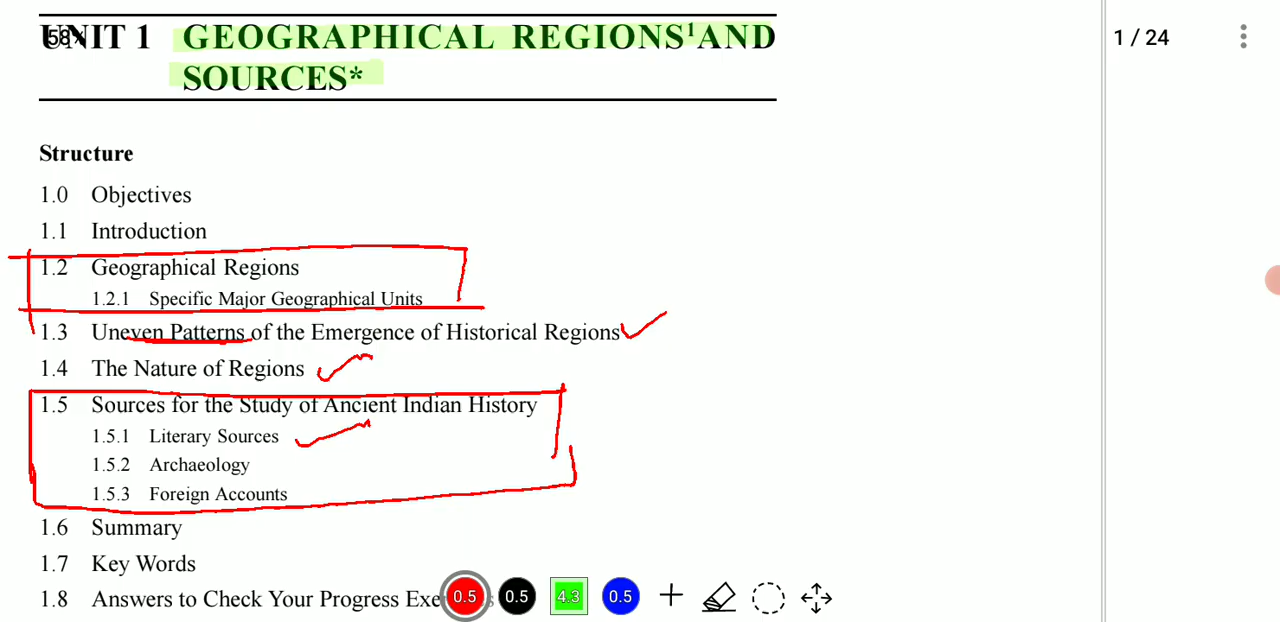 UNIT 1 GEOGRAPHICAL REGIONS¹AND
SOURCES*
1 / 24
Structure
1.0 Objectives
1.1 Introduction
1.2 Geographical Regions
1.2.1 Specific Major Geographical Units
1.3 Uneven Patterns of the Emergence of Historical Regions
1.4 The Nature of Regions
1.5 Sources for the Study of Ancient Indian History
1.5.1 Literary Sources
1.5.2 Archaeology
1.5.3 Foreign Accounts
1.6 Summary
1.7 Key Words
1.8 Answers to Check Your Progress
0.5 0.5 4.3 0.5